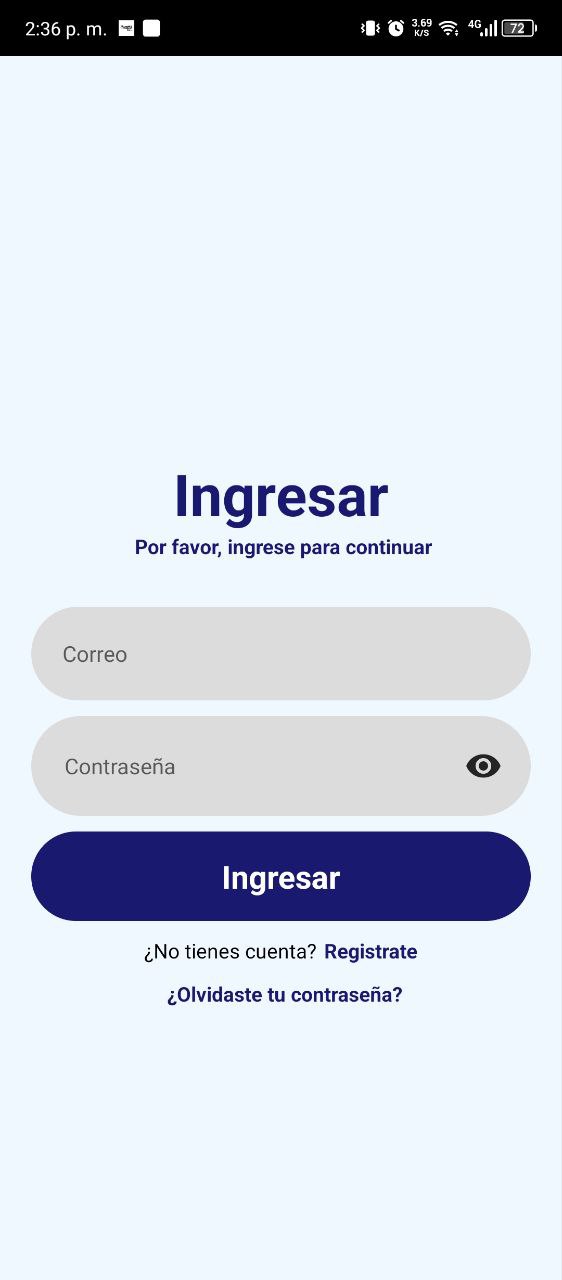 2:36 p. m. 3.69 K/S 4G 72
Ingresar
Por favor, ingrese para continuar
Correo
Contraseña
Ingresar
¿No tienes cuenta? Registrate
¿Olvidaste tu contraseña?